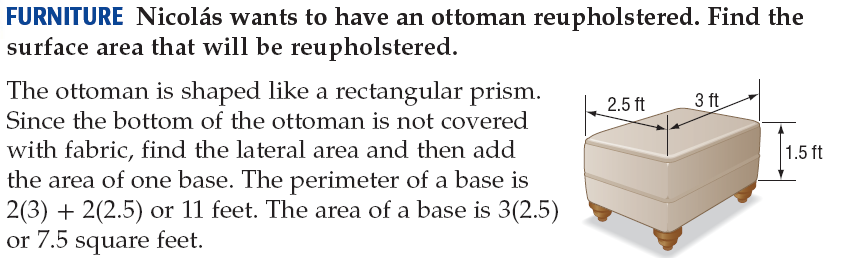 FURNITURE Nicolás wants to have an ottoman reupholstered. Find the
surface area that will be reupholstered.
The ottoman is shaped like a rectangular prism.
Since the bottom of the ottoman is not covered
with fabric, find the lateral area and then add
the area of one base. The perimeter of a base is
2(3) + 2(2.5) or 11 feet. The area of a base is 3(2.5)
or 7.5 square feet.
2.5 ft
3 ft
1.5 ft